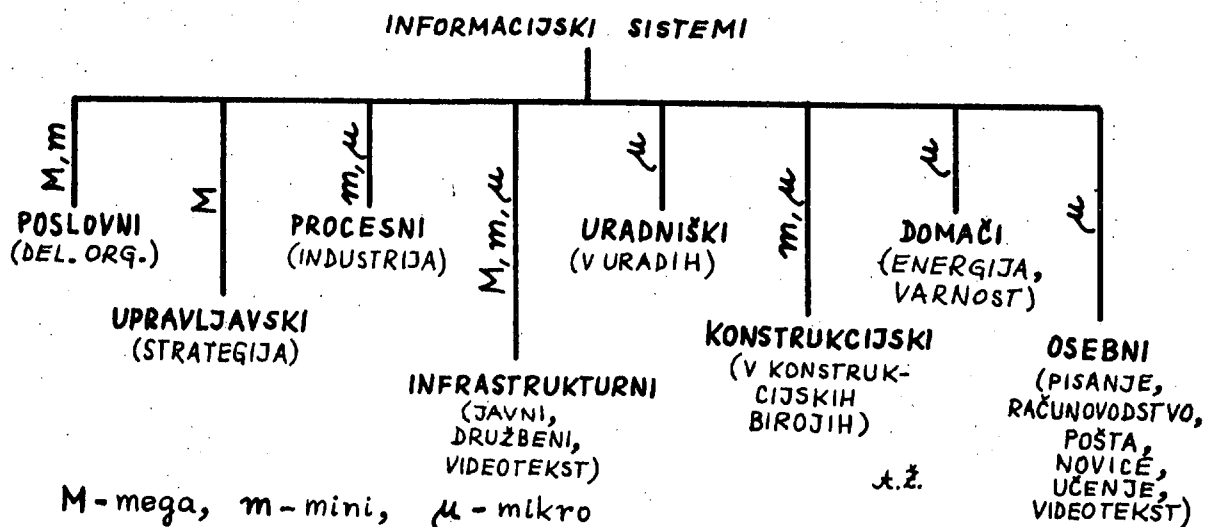 INFORMACIJSKI SISTEMI
M, m
POSLOVNI
(DEL. ORG.)
M
UPRAVLJAVSKI
(STRATEGIJA)
m, μ
PROCESNI
(INDUSTRIJA)
M, m, μ
INFRASTRUKTURNI
(JAVNI,
DRUŽBENI,
VIDEOTEKST)
μ
URADNIŠKI
(V URADIH)
m, μ
KONSTRUKCIJSKI
(V KONSTRUK-
CIJSKIH
BIROJIH)
μ
DOMAČI
(ENERGIJA,
VARNOST)
μ
OSEBNI
(PISANJE,
RAČUNOVODSTVO,
POŠTA,
NOVICE,
UČENJE,
VIDEOTEKST)
A.Ž.
M - mega, m - mini, μ - mikro